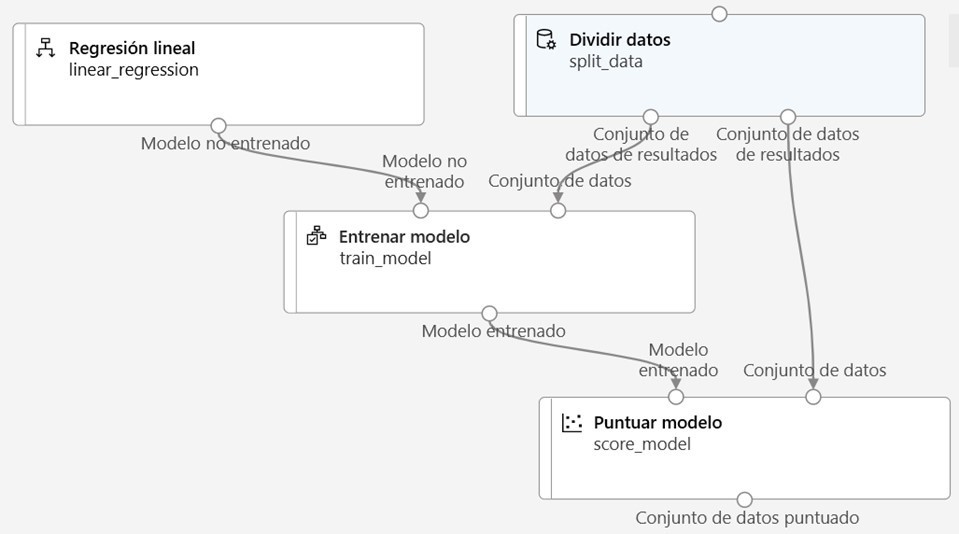 Regresión lineal
linear_regression
Dividir datos
split_data
Modelo no entrenado
Conjunto de
datos de resultados
Conjunto de datos
de resultados
Modelo no
entrenado
Conjunto de datos
Entrenar modelo
train_model
Modelo entrenado
Modelo
entrenado
Conjunto de datos
Puntuar modelo
score_model
Conjunto de datos puntuado